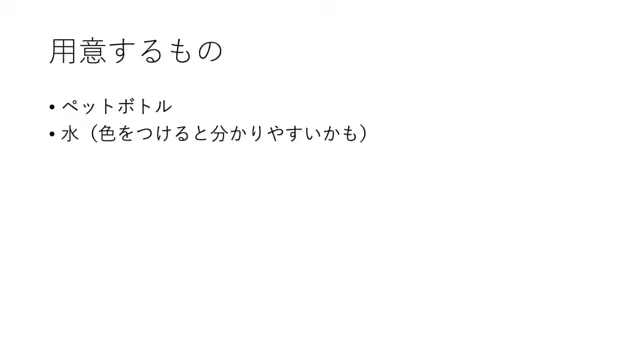 用意するもの
• ペットボトル
• 水（色をつけると分かりやすいかも）